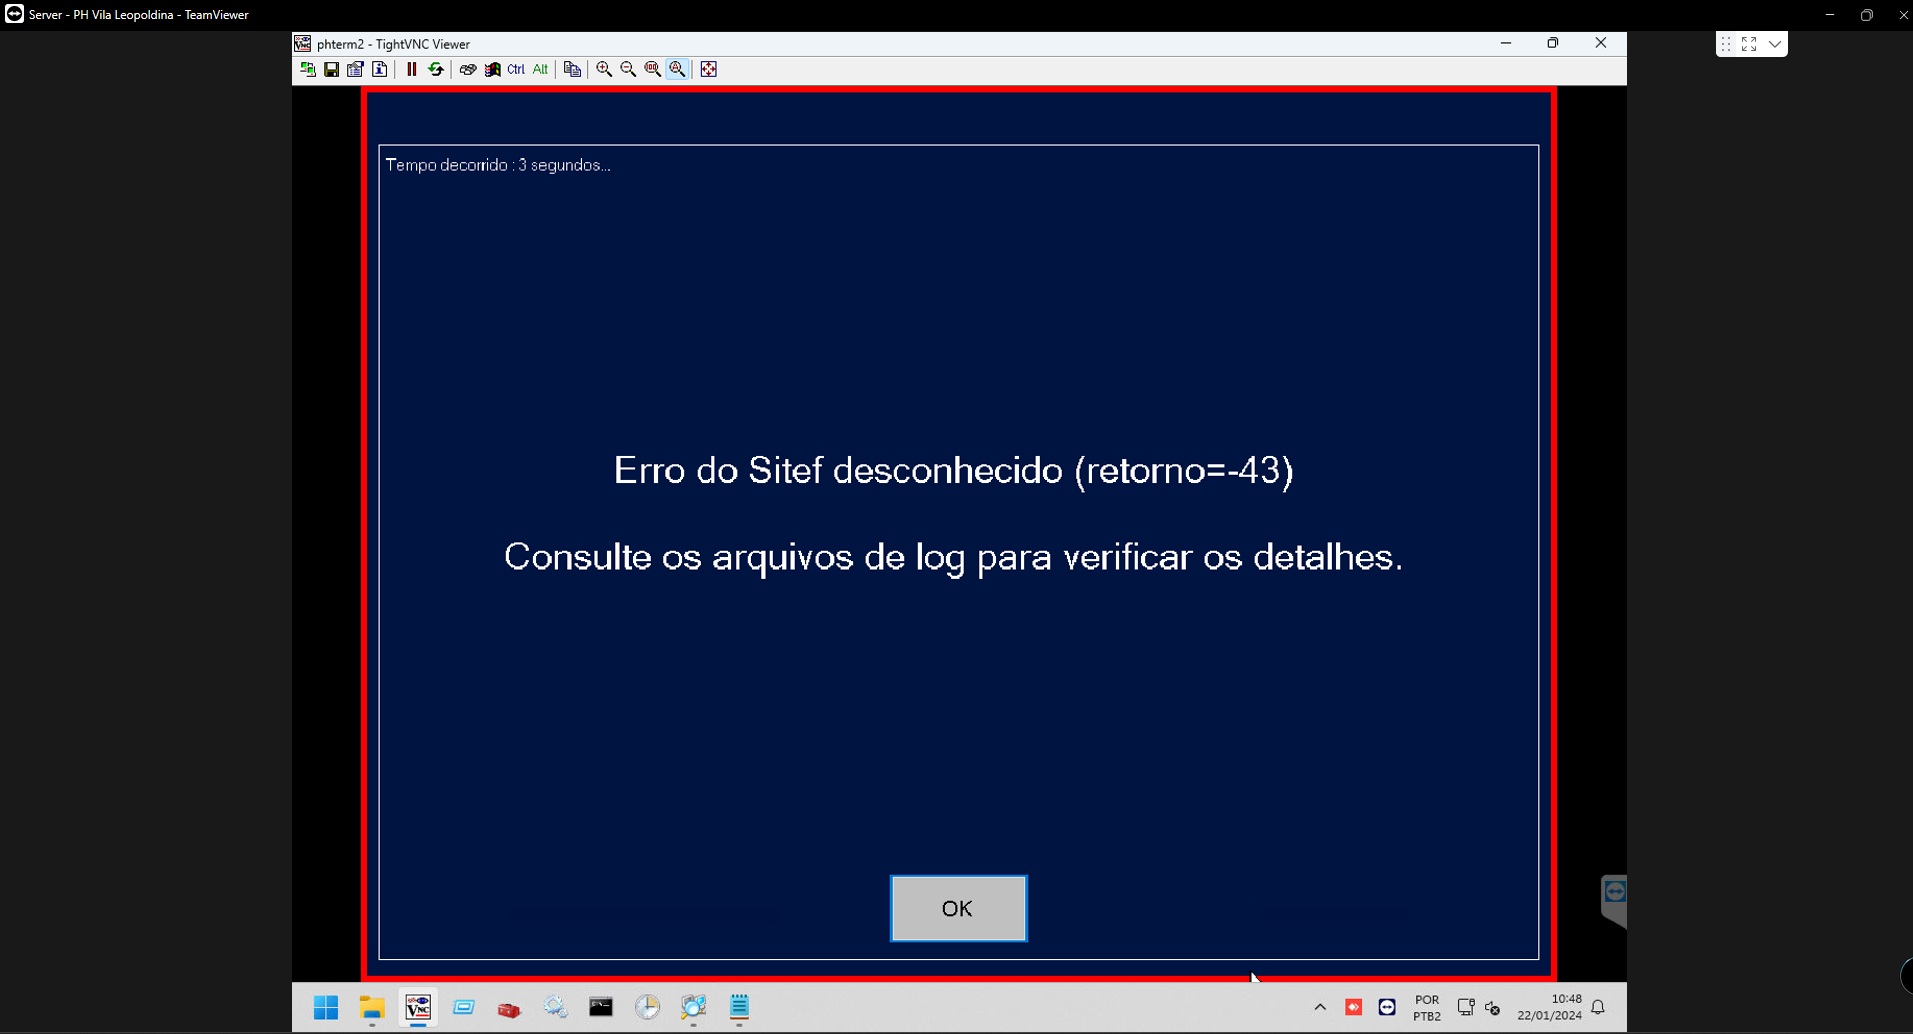 Server - PH Vila Leopoldina - TeamViewer
phterm2 - TightVNC Viewer
Ctrl Alt
Tempo decorrido : 3 segundos...
Erro do Sitef desconhecido (retorno=-43)
Consulte os arquivos de log para verificar os detalhes.
OK
POR
PTB2
10:48
22/01/2024